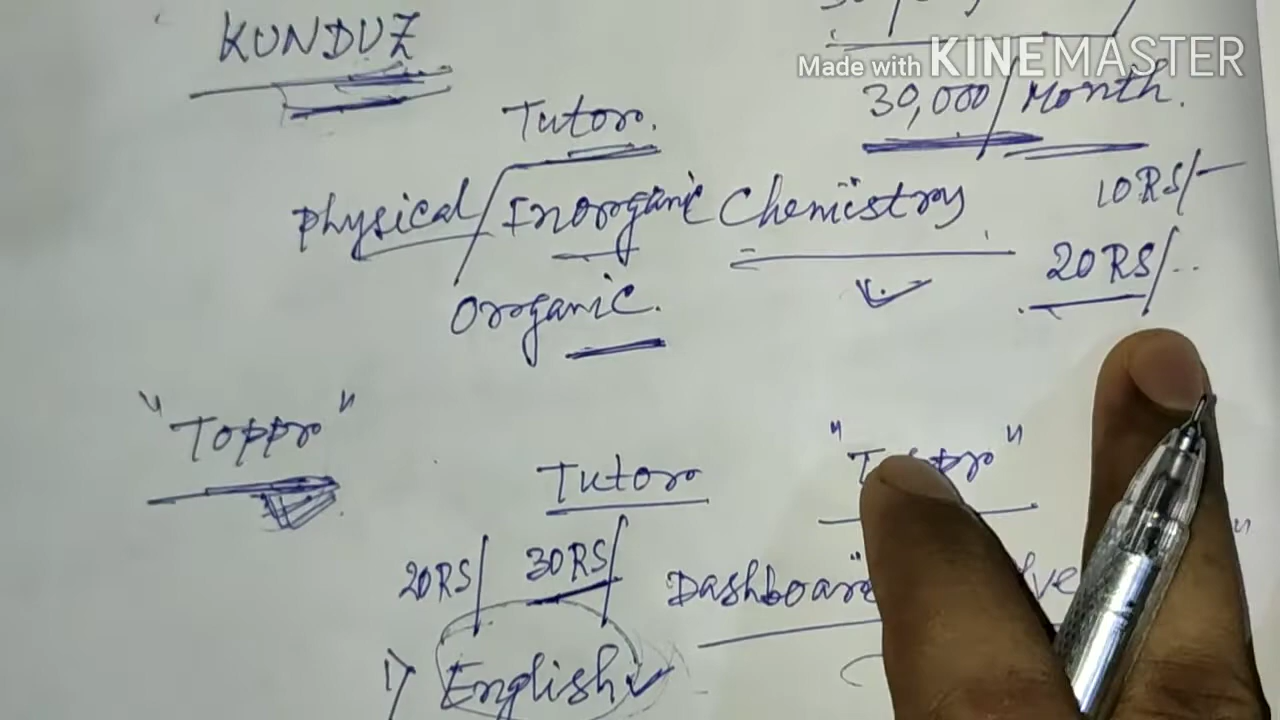 KUNDUZ
Made with KINEMASTER
30,000/Month.
Tutor.
Physical/Inorganic Chemistry
10RS/-
20RS/..
Organic.
"Toppr"
Tutor
20RS/ 30RS/
Dashboard
1) English